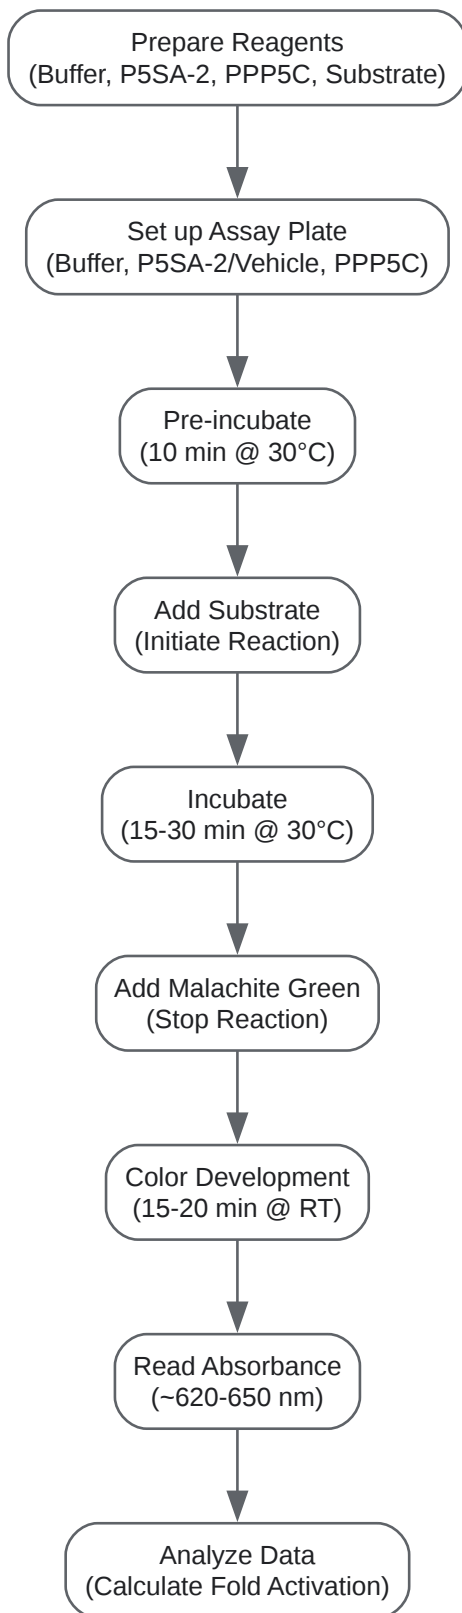 Prepare Reagents
(Buffer, P5SA-2, PPP5C, Substrate)
Set up Assay Plate
(Buffer, P5SA-2/Vehicle, PPP5C)
Pre-incubate
(10 min @ 30°C)
Add Substrate
(Initiate Reaction)
Incubate
(15-30 min @ 30°C)
Add Malachite Green
(Stop Reaction)
Color Development
(15-20 min @ RT)
Read Absorbance
(~620-650 nm)
Analyze Data
(Calculate Fold Activation)